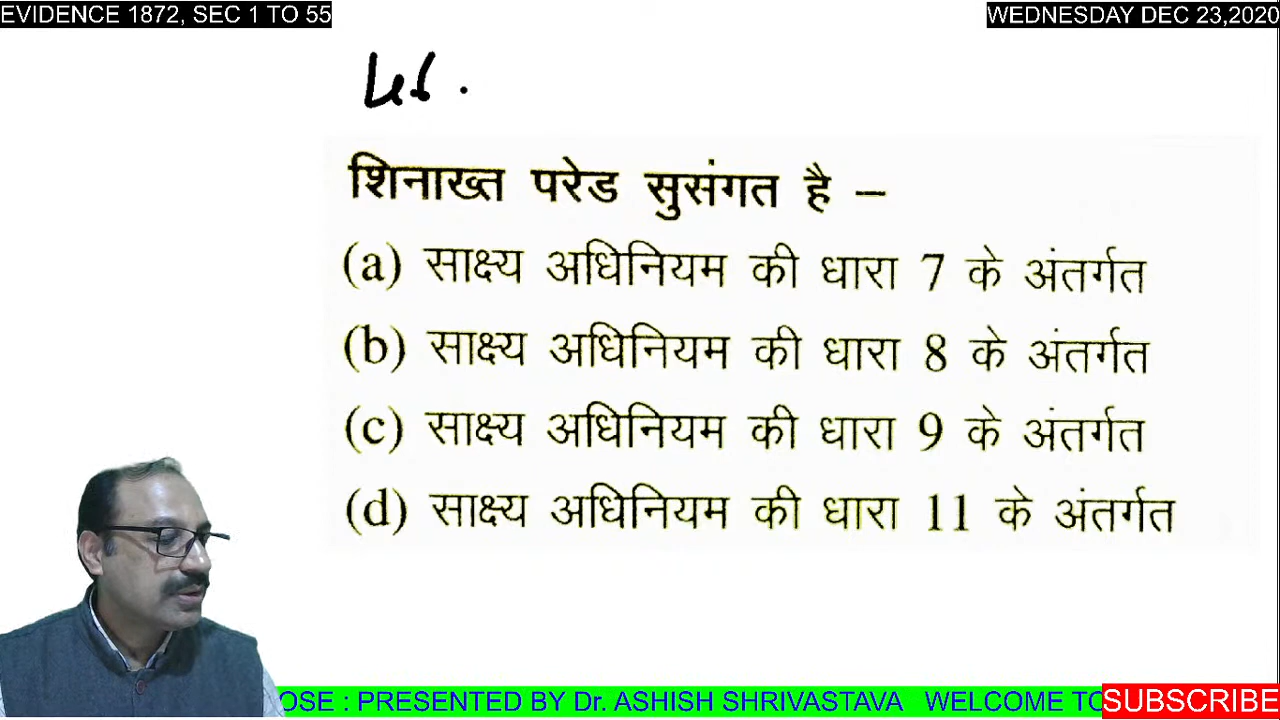 EVIDENCE 1872, SEC 1 TO 55
WEDNESDAY DEC 23,2020
शिनाख्त परेड सुसंगत है –
(a) साक्ष्य अधिनियम की धारा 7 के अंतर्गत
(b) साक्ष्य अधिनियम की धारा 8 के अंतर्गत
(c) साक्ष्य अधिनियम की धारा 9 के अंतर्गत
(d) साक्ष्य अधिनियम की धारा 11 के अंतर्गत
OSE : PRESENTED BY Dr. ASHISH SHRIVASTAVA WELCOME TO
SUBSCRIBE